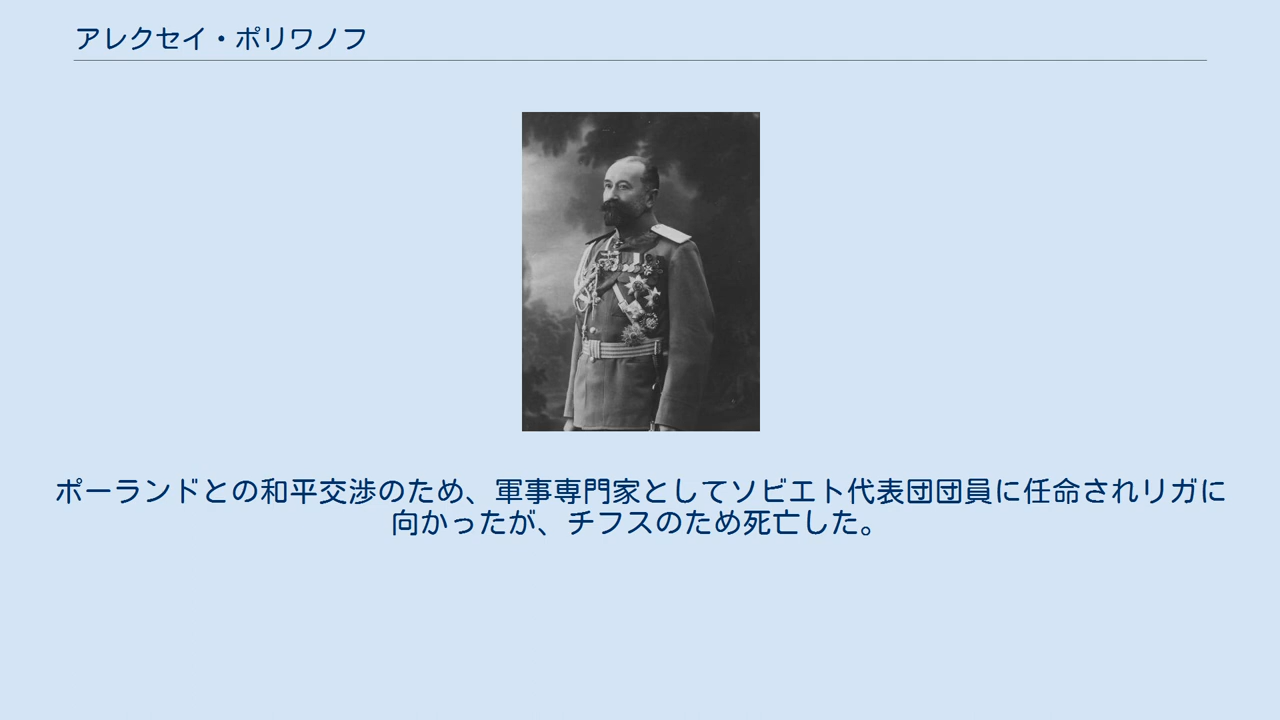 アレクセイ・ポリワノフ
ポーランドとの和平交渉のため、軍事専門家としてソビエト代表団団員に任命されリガに
向かったが、チフスのため死亡した。